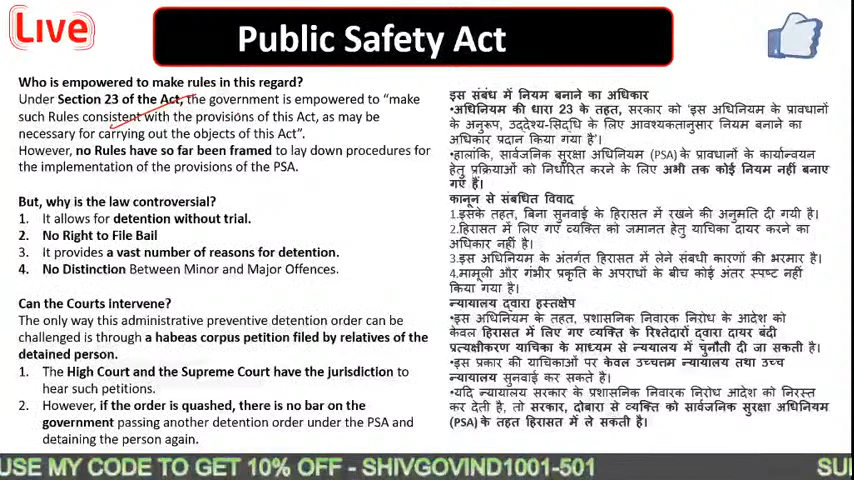 Live
Public Safety Act
Who is empowered to make rules in this regard?
Under Section 23 of the Act, the government is empowered to “make
such Rules consistent with the provisions of this Act, as may be
necessary for carrying out the objects of this Act”.
However, no Rules have so far been framed to lay down procedures for
the implementation of the provisions of the PSA.
But, why is the law controversial?
1. It allows for detention without trial.
2. No Right to File Bail
3. It provides a vast number of reasons for detention.
4. No Distinction Between Minor and Major Offences.
Can the Courts intervene?
The only way this administrative preventive detention order can be
challenged is through a habeas corpus petition filed by relatives of the
detained person.
1. The High Court and the Supreme Court have the jurisdiction to
hear such petitions.
2. However, if the order is quashed, there is no bar on the
government passing another detention order under the PSA and
detaining the person again.
इस संबंध में नियम बनाने का अधिकार
•अधिनियम की धारा 23 के तहत, सरकार को ‘इस अधिनियम के प्रावधानों
के अनुरूप, उद्देश्य-सिद्धि के लिए आवश्यकतानुसार नियम बनाने का
अधिकार प्रदान किया गया है’।
•हालांकि, सार्वजनिक सुरक्षा अधिनियम (PSA) के प्रावधानों के कार्यान्वयन
हेतु प्रक्रियाओं को निर्धारित करने के लिए अभी तक कोई नियम नहीं बनाए
गए हैं।
कानून से संबंधित विवाद
1.इसके तहत, बिना सुनवाई के हिरासत में रखने की अनुमति दी गयी है।
2.हिरासत में लिए गए व्यक्ति को जमानत हेतु याचिका दायर करने का
अधिकार नहीं है।
3.इस अधिनियम के अंतर्गत हिरासत में लेने संबंधी कारणों की भरमार है।
4.मामूली और गंभीर प्रकृति के अपराधों के बीच कोई अंतर स्पष्ट नहीं
किया गया है।
न्यायालय द्वारा हस्तक्षेप
•इस अधिनियम के तहत, प्रशासनिक निवारक निरोध के आदेश को
केवल हिरासत में लिए गए व्यक्ति के रिश्तेदारों द्वारा दायर बंदी
प्रत्यक्षीकरण याचिका के माध्यम से न्ययालय में चुनौती दी जा सकती है।
•इस प्रकार की याचिकाओं पर केवल उच्चत्तम न्यायालय तथा उच्च
न्यायालय सुनवाई कर सकते है।
•यदि न्यायालय सरकार के प्रशासनिक निवारक निरोध आदेश को निरस्त
कर देती है, तो सरकार, दोबारा से व्यक्ति को सार्वजनिक सुरक्षा अधिनियम
(PSA) के तहत हिरासत में ले सकती है।
USE MY CODE TO GET 10% OFF - SHIVGOVIND1001-501